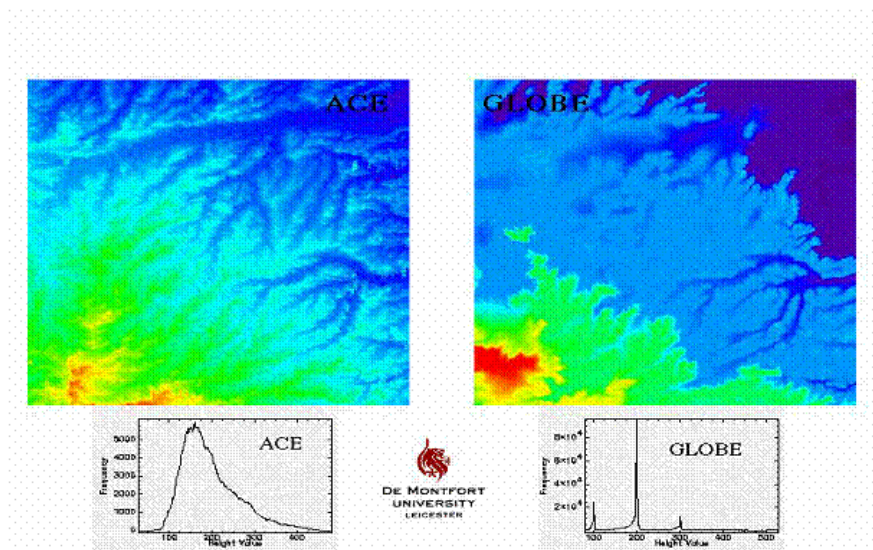 ACE
GLOBE
5000
4000
3000
2000
1000
0
Frequency
ACE
100
200
300
400
Height Value
DE MONTFORT
UNIVERSITY
LEICESTER
8×10⁴
6×10⁴
4×10⁴
2×10⁴
Frequency
GLOBE
100
200
300
400
500
Height Value